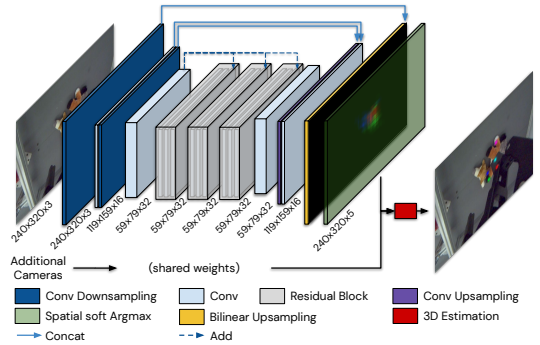 240x320x3
240x320x3
119x159x16
59x79x32
59x79x32
59x79x32
59x79x32
59x79x32
119x159x16
240x320x5
Additional
Cameras
(shared weights)
Conv Downsampling
Conv
Residual Block
Conv Upsampling
Spatial soft Argmax
Bilinear Upsampling
3D Estimation
Concat
Add